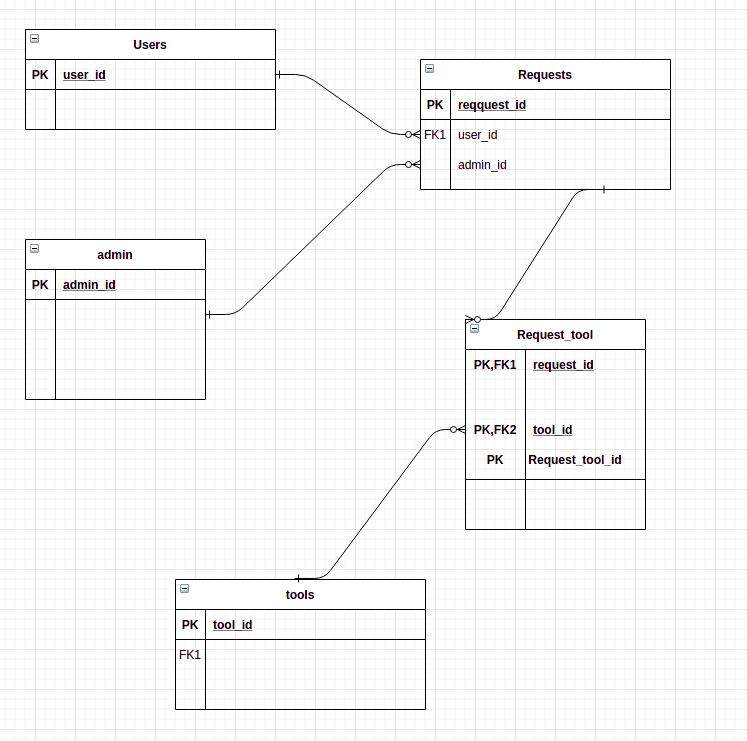 Users
PK user_id
Requests
PK reqquest_id
FK1 user_id
admin_id
admin
PK admin_id
Request_tool
PK,FK1 request_id
PK,FK2 tool_id
PK Request_tool_id
tools
PK tool_id
FK1